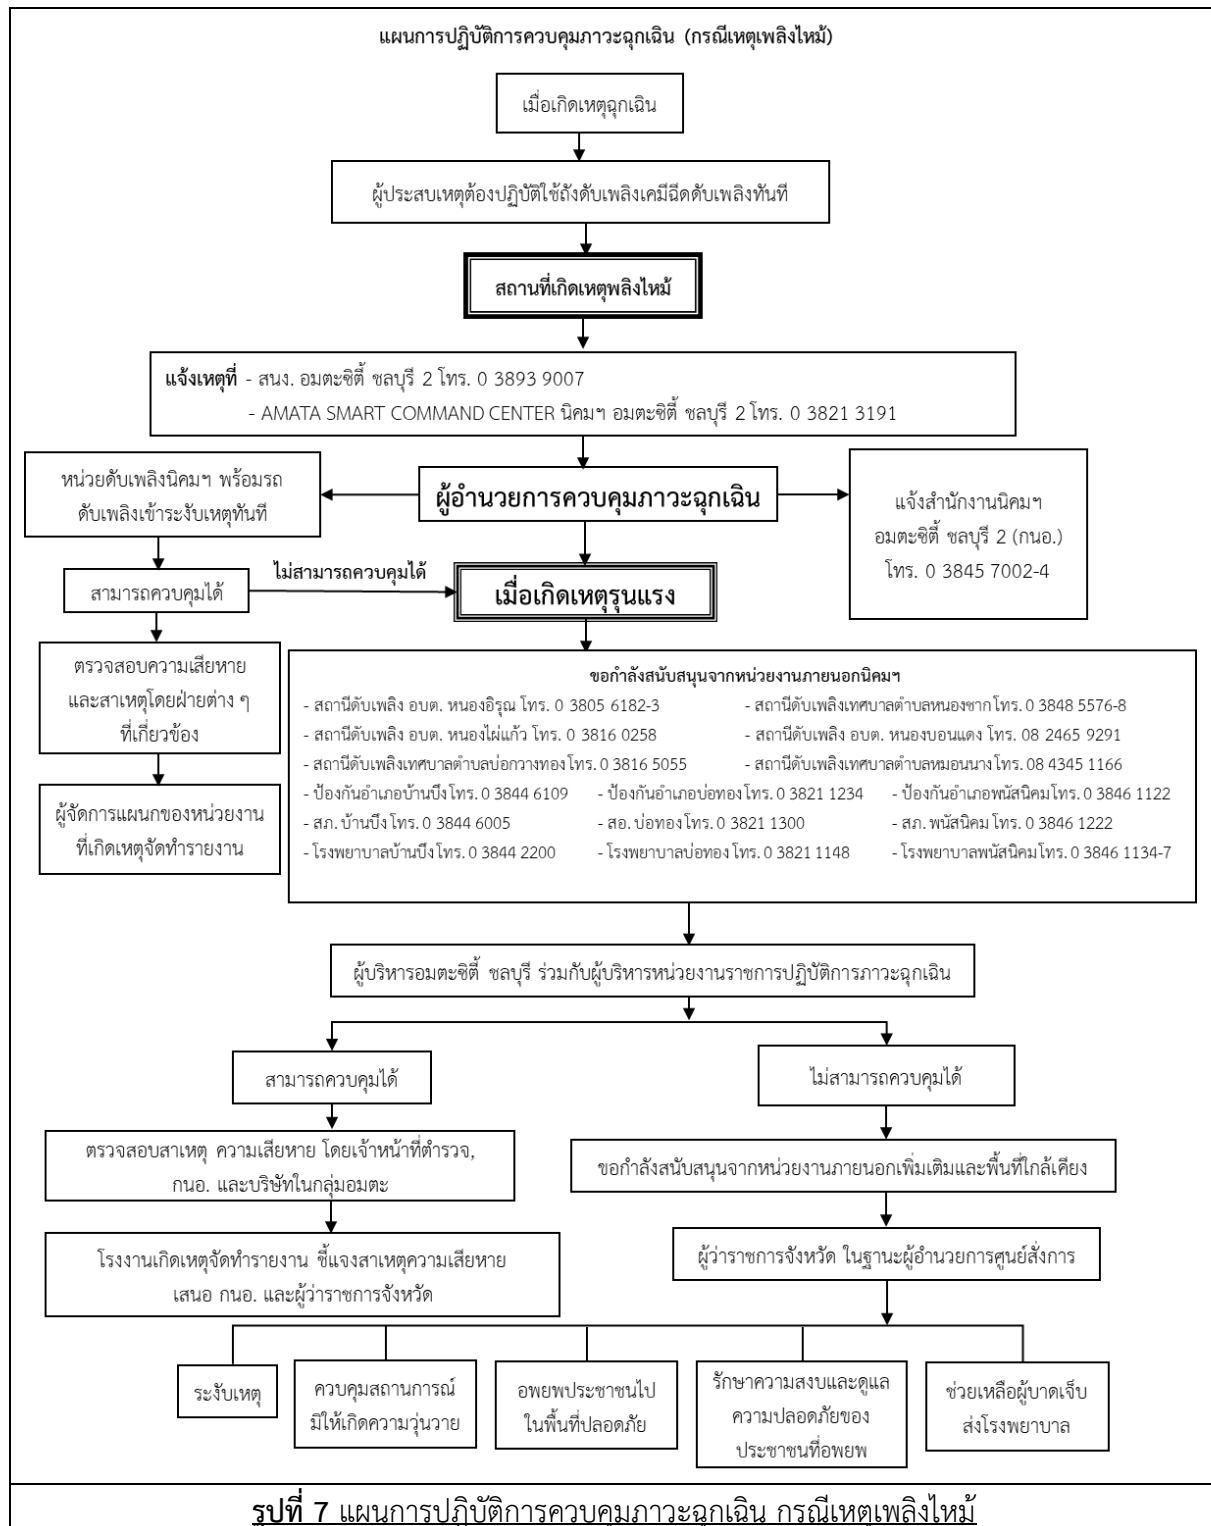 แผนการปฏิบัติการควบคุมภาวะฉุกเฉิน (กรณีเหตุเพลิงไหม้)
เมื่อเกิดเหตุฉุกเฉิน
ผู้ประสบเหตุต้องปฏิบัติใช้ถังดับเพลิงเคมีฉีดดับเพลิงทันที
สถานที่เกิดเหตุพลิงไหม้
แจ้งเหตุที่ - สนง. อมตะซิตี้ ชลบุรี 2 โทร. 0 3893 9007
- AMATA SMART COMMAND CENTER นิคมฯ อมตะซิตี้ ชลบุรี 2 โทร. 0 3821 3191
หน่วยดับเพลิงนิคมฯ พร้อมรถ
ดับเพลิงเข้าระงับเหตุทันที
ผู้อำนวยการควบคุมภาวะฉุกเฉิน
แจ้งสำนักงานนิคมฯ
อมตะซิตี้ ชลบุรี 2 (กนอ.)
โทร. 0 3845 7002-4
สามารถควบคุมได้
ไม่สามารถควบคุมได้
เมื่อเกิดเหตุรุนแรง
ตรวจสอบความเสียหาย
และสาเหตุโดยฝ่ายต่าง ๆ
ที่เกี่ยวข้อง
ผู้จัดการแผนกของหน่วยงาน
ที่เกิดเหตุจัดทำรายงาน
ขอกำลังสนับสนุนจากหน่วยงานภายนอกนิคมฯ
- สถานีดับเพลิง อบต. หนองอิรุณ โทร. 0 3805 6182-3 - สถานีดับเพลิงเทศบาลตำบลหนองซาก โทร. 0 3848 5576-8
- สถานีดับเพลิง อบต. หนองไผ่แก้ว โทร. 0 3816 0258 - สถานีดับเพลิง อบต. หนองบอนแดง โทร. 08 2465 9291
- สถานีดับเพลิงเทศบาลตำบลบ่อกวางทอง โทร. 0 3816 5055 - สถานีดับเพลิงเทศบาลตำบลหมอนนาง โทร. 08 4345 1166
- ป้องกันอำเภอบ้านบึง โทร. 0 3844 6109 - ป้องกันอำเภอบ่อทอง โทร. 0 3821 1234 - ป้องกันอำเภอพนัสนิคม โทร. 0 3846 1122
- สภ. บ้านบึง โทร. 0 3844 6005 - สอ. บ่อทอง โทร. 0 3821 1300 - สภ. พนัสนิคม โทร. 0 3846 1222
- โรงพยาบาลบ้านบึง โทร. 0 3844 2200 - โรงพยาบาลบ่อทอง โทร. 0 3821 1148 - โรงพยาบาลพนัสนิคม โทร. 0 3846 1134-7
ผู้บริหารอมตะซิตี้ ชลบุรี ร่วมกับผู้บริหารหน่วยงานราชการปฏิบัติการภาวะฉุกเฉิน
สามารถควบคุมได้
ไม่สามารถควบคุมได้
ตรวจสอบสาเหตุ ความเสียหาย โดยเจ้าหน้าที่ตำรวจ,
กนอ. และบริษัทในกลุ่มอมตะ
ขอกำลังสนับสนุนจากหน่วยงานภายนอกเพิ่มเติมและพื้นที่ใกล้เคียง
โรงงานเกิดเหตุจัดทำรายงาน ชี้แจงสาเหตุความเสียหาย
เสนอ กนอ. และผู้ว่าราชการจังหวัด
ผู้ว่าราชการจังหวัด ในฐานะผู้อำนวยการศูนย์สั่งการ
ระงับเหตุ
ควบคุมสถานการณ์
มิให้เกิดความวุ่นวาย
อพยพประชาชนไป
ในพื้นที่ปลอดภัย
รักษาความสงบและดูแล
ความปลอดภัยของ
ประชาชนที่อพยพ
ช่วยเหลือผู้บาดเจ็บ
ส่งโรงพยาบาล
รูปที่ 7 แผนการปฏิบัติการควบคุมภาวะฉุกเฉิน กรณีเหตุเพลิงไหม้